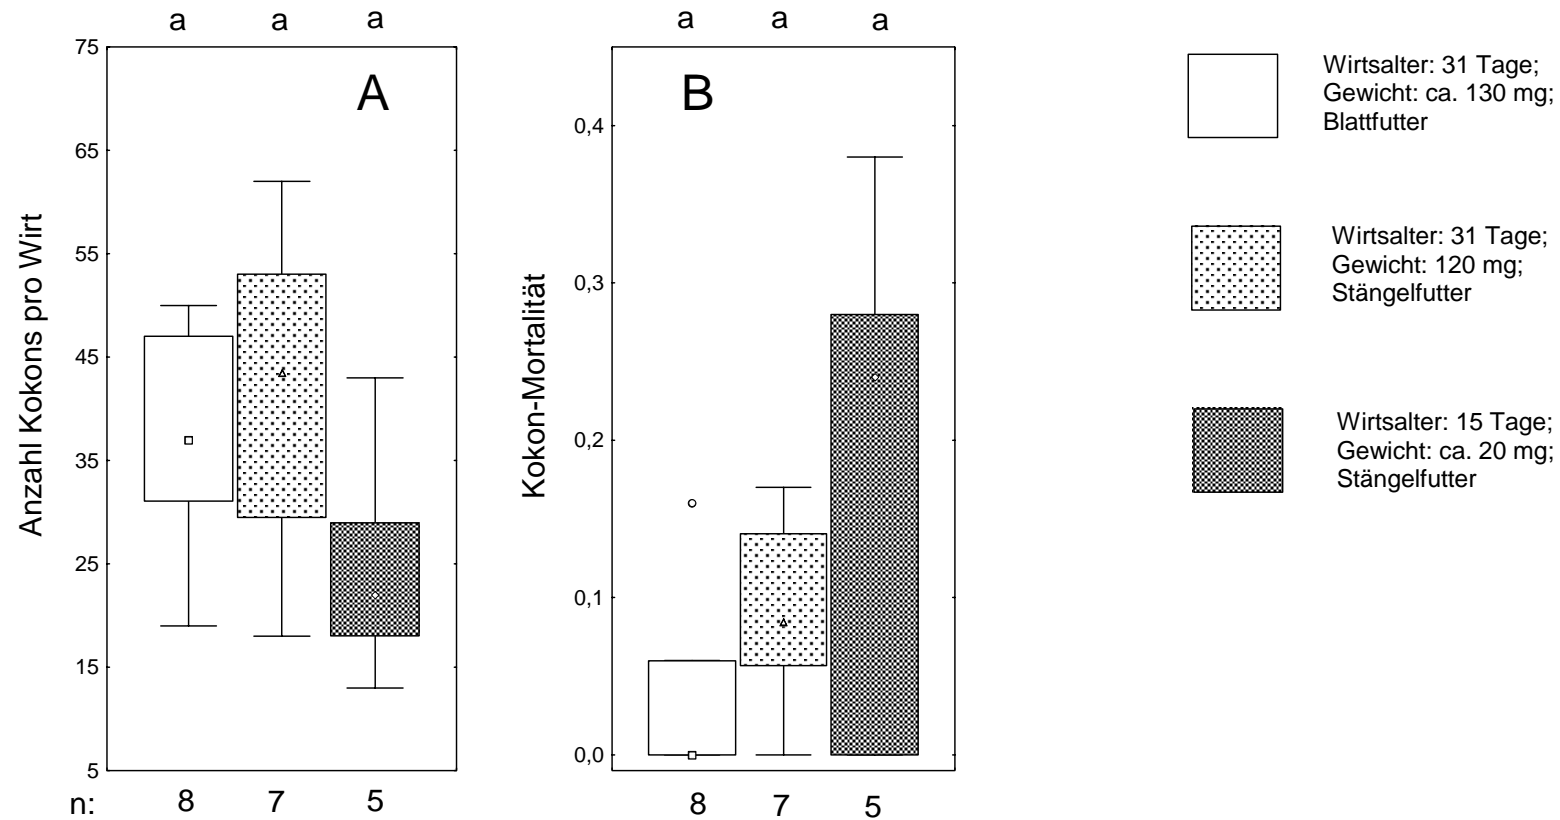 a a a
75
65
55
45
35
25
15
5
Anzahl Kokons pro Wirt
A
n: 8 7 5
a a a
0,4
0,3
0,2
0,1
0,0
Kokon-Mortalität
B
8 7 5
Wirtsalter: 31 Tage;
Gewicht: ca. 130 mg;
Blattfutter
Wirtsalter: 31 Tage;
Gewicht: 120 mg;
Stängelfutter
Wirtsalter: 15 Tage;
Gewicht: ca. 20 mg;
Stängelfutter